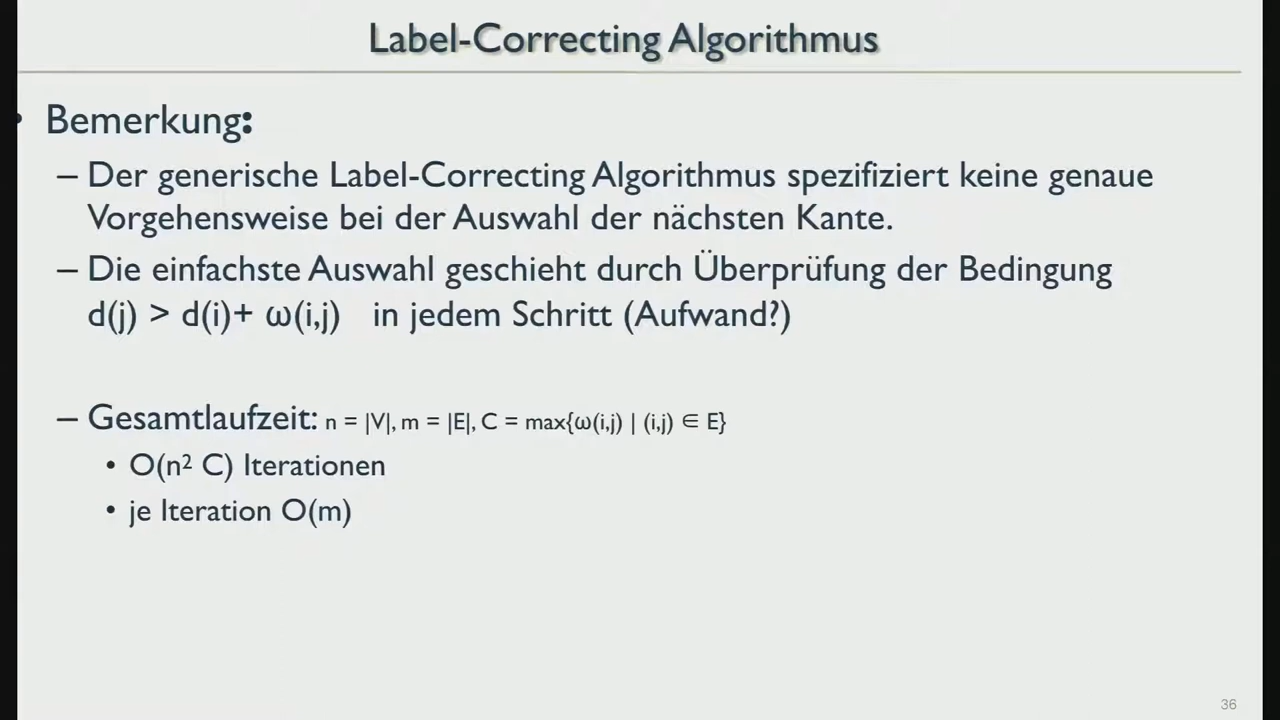 Label-Correcting Algorithmus
• Bemerkung:
– Der generische Label-Correcting Algorithmus spezifiziert keine genaue
Vorgehensweise bei der Auswahl der nächsten Kante.
– Die einfachste Auswahl geschieht durch Überprüfung der Bedingung
d(j) > d(i)+ ω(i,j) in jedem Schritt (Aufwand?)
– Gesamtlaufzeit: n = |V|, m = |E|, C = max{ω(i,j) | (i,j) ∈ E}
• O(n² C) Iterationen
• je Iteration O(m)
36